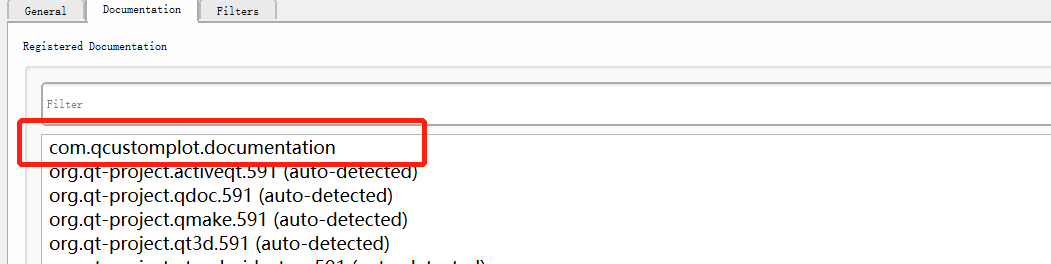 General Documentation Filters
Registered Documentation
Filter
com.qcustomplot.documentation
org.qt-project.activeqt.591 (auto-detected)
org.qt-project.qdoc.591 (auto-detected)
org.qt-project.qmake.591 (auto-detected)
org.qt-project.qt3d.591 (auto-detected)